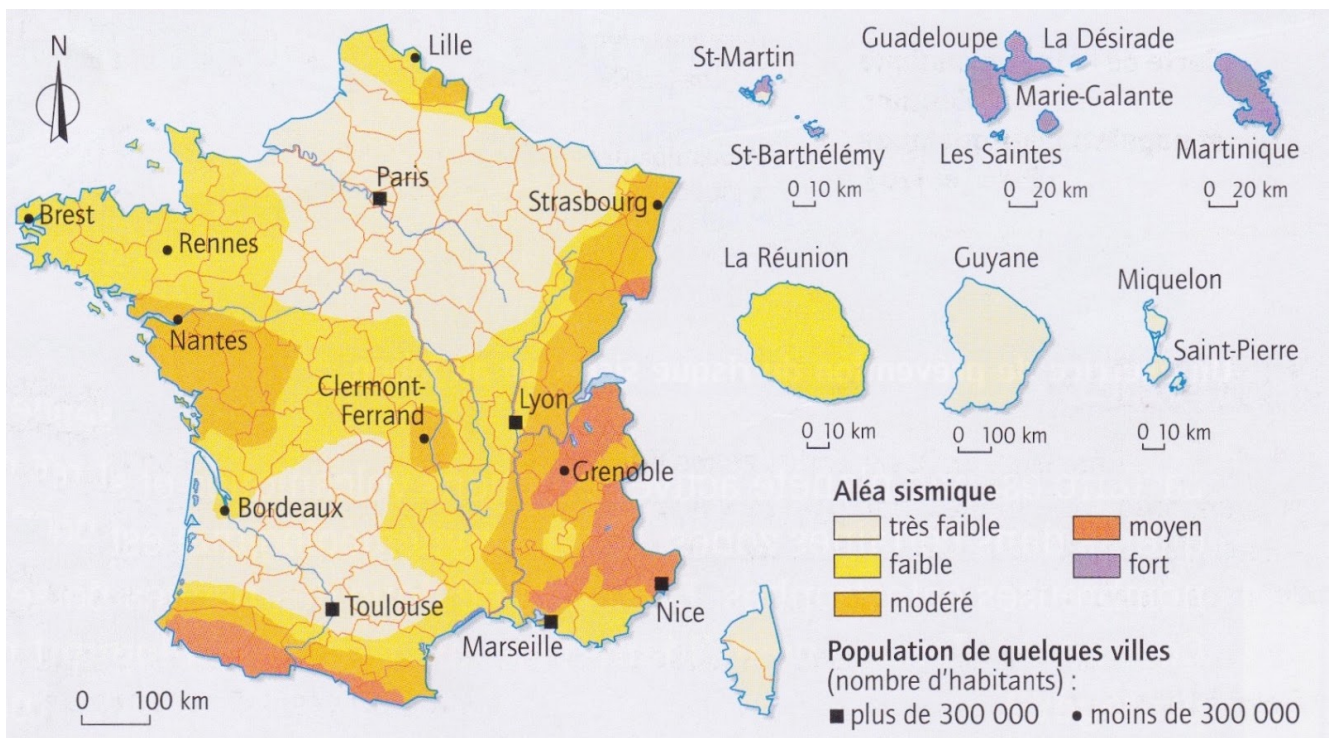 N
Lille
Paris
Strasbourg
Brest
Rennes
Nantes
Clermont-
Ferrand
Lyon
Grenoble
Bordeaux
Toulouse
Marseille
Nice
0 100 km
St-Martin
St-Barthélémy
0 10 km
Guadeloupe
La Désirade
Marie-Galante
Les Saintes
0 20 km
Martinique
0 20 km
La Réunion
0 10 km
Guyane
0 100 km
Miquelon
Saint-Pierre
0 10 km
Aléa sismique
très faible
faible
modéré
moyen
fort
Population de quelques villes
(nombre d'habitants) :
plus de 300 000
moins de 300 000